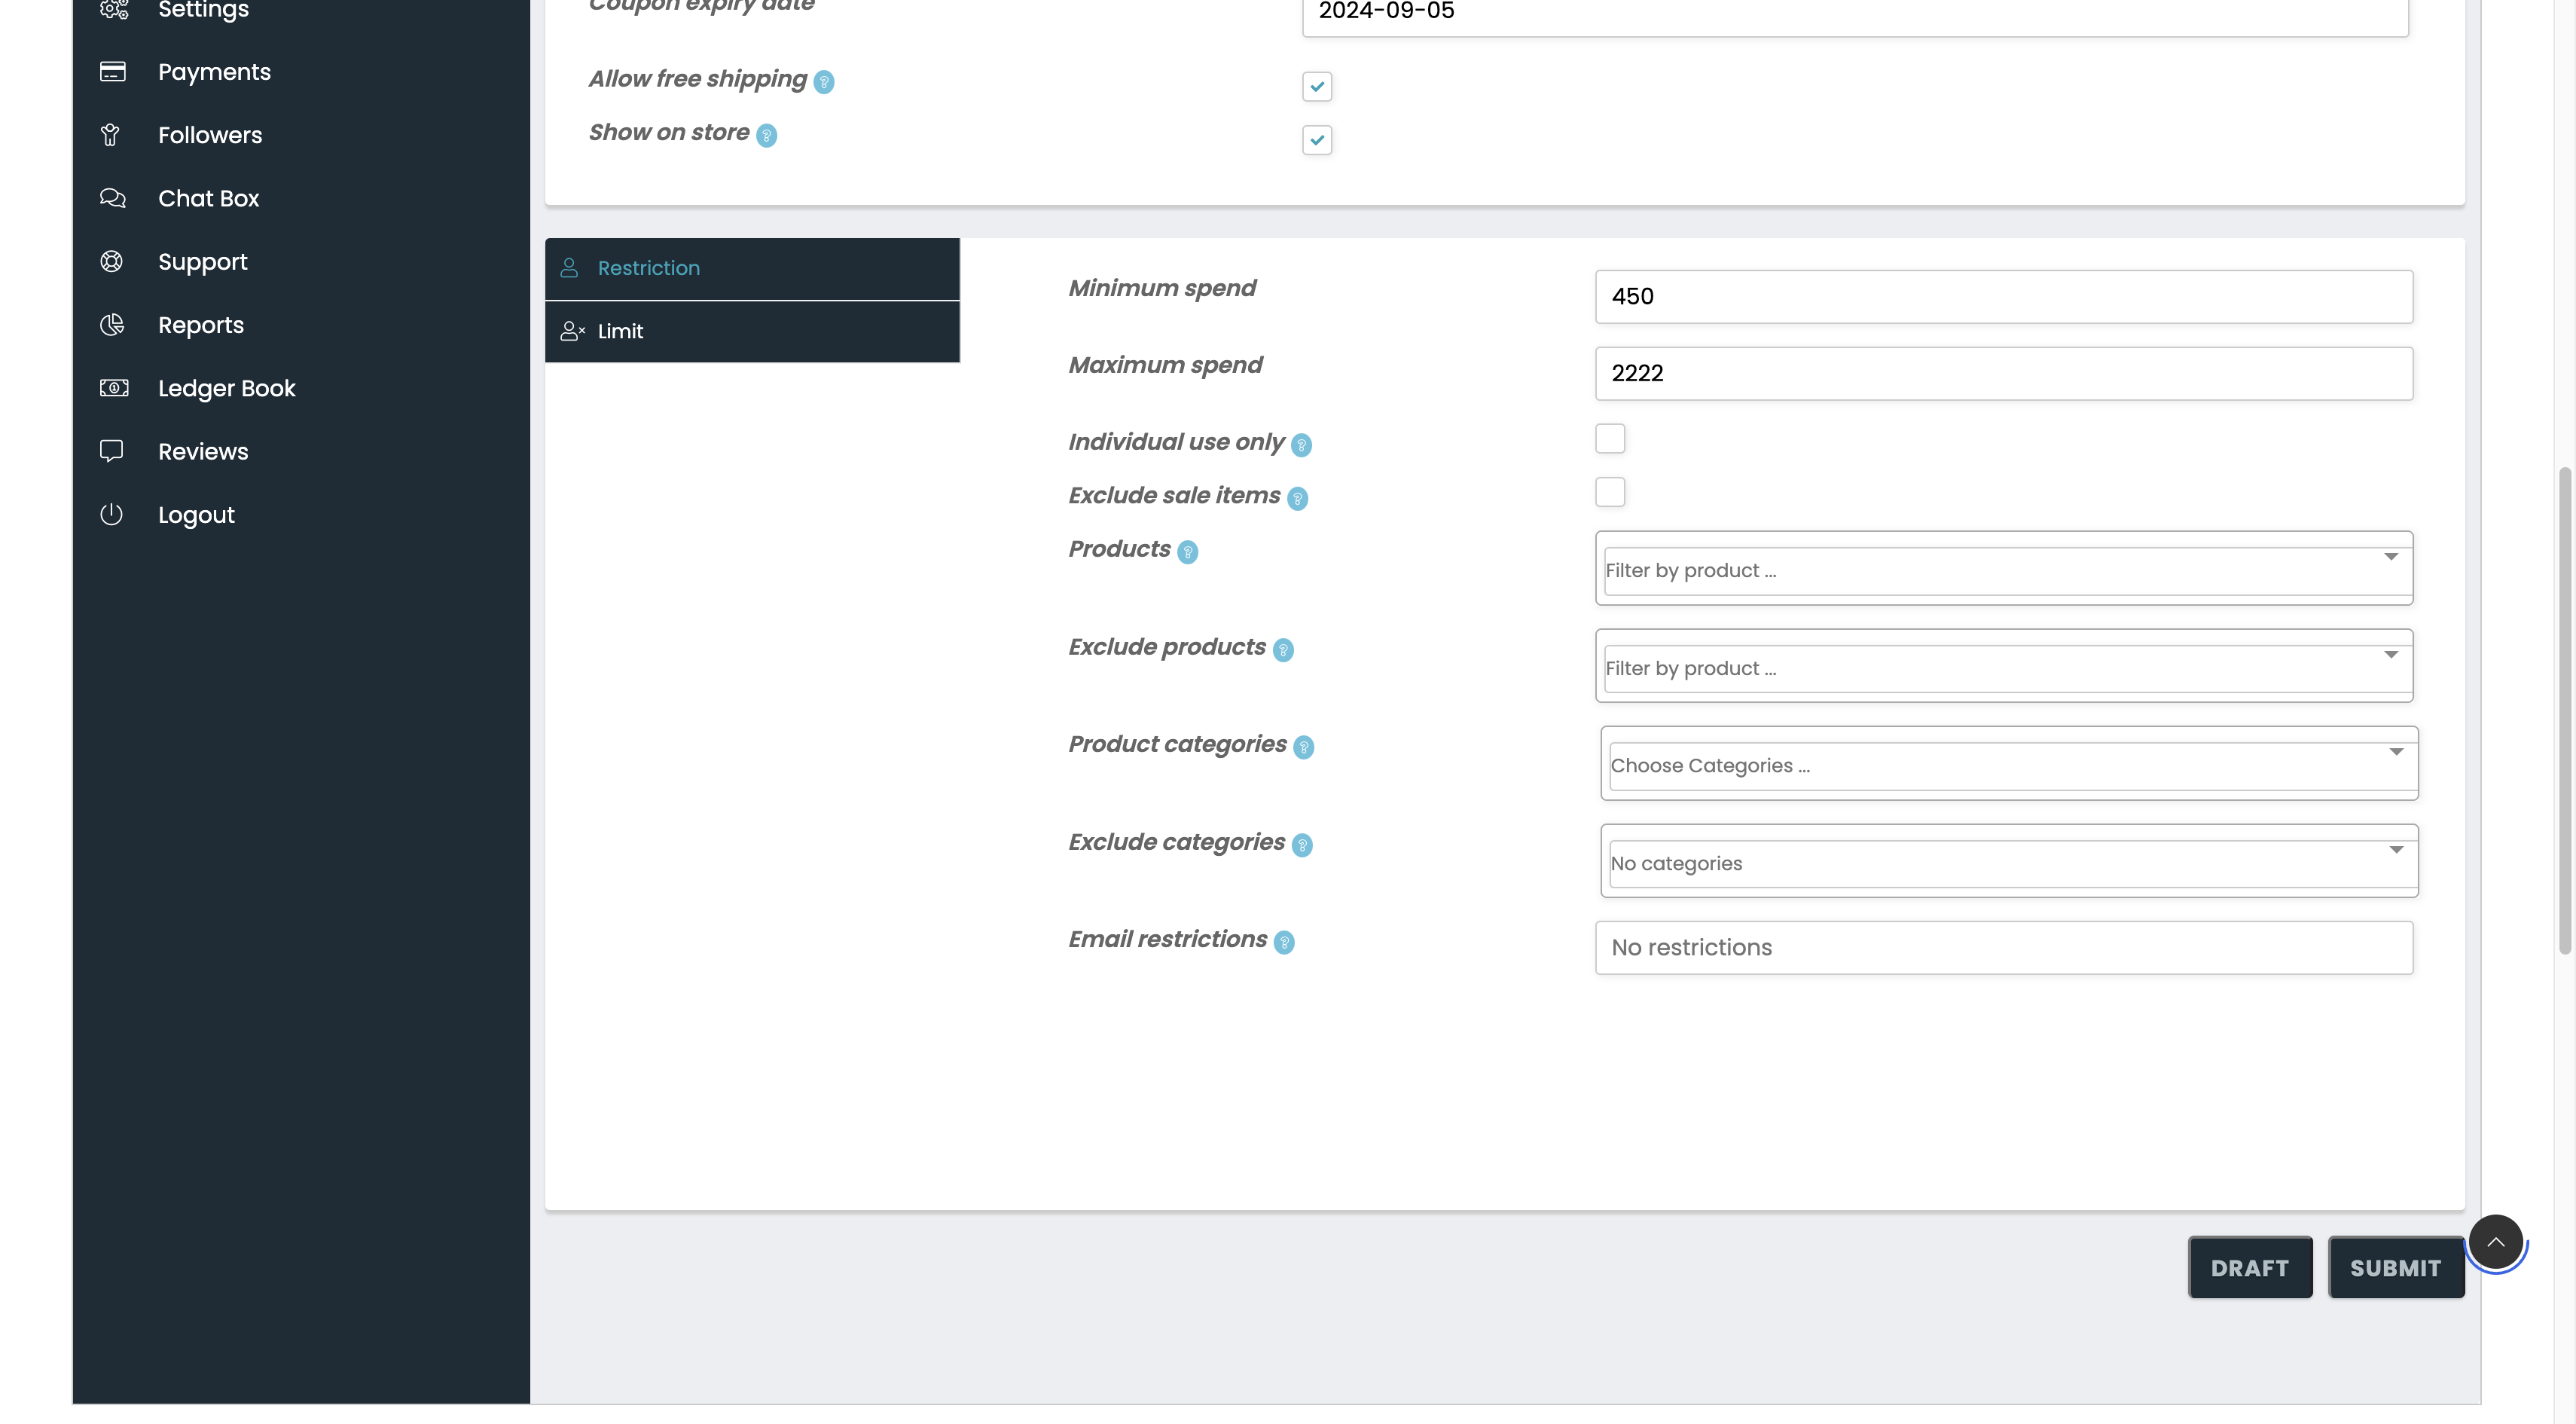 Settings
Payments
Followers
Chat Box
Support
Reports
Ledger Book
Reviews
Logout
Coupon expiry date
2024-09-05
Allow free shipping ?
Show on store ?
Restriction
Limit
Minimum spend
450
Maximum spend
2222
Individual use only ?
Exclude sale items ?
Products ?
Filter by product ...
Exclude products ?
Filter by product ...
Product categories ?
Choose Categories ...
Exclude categories ?
No categories
Email restrictions ?
No restrictions
DRAFT
SUBMIT